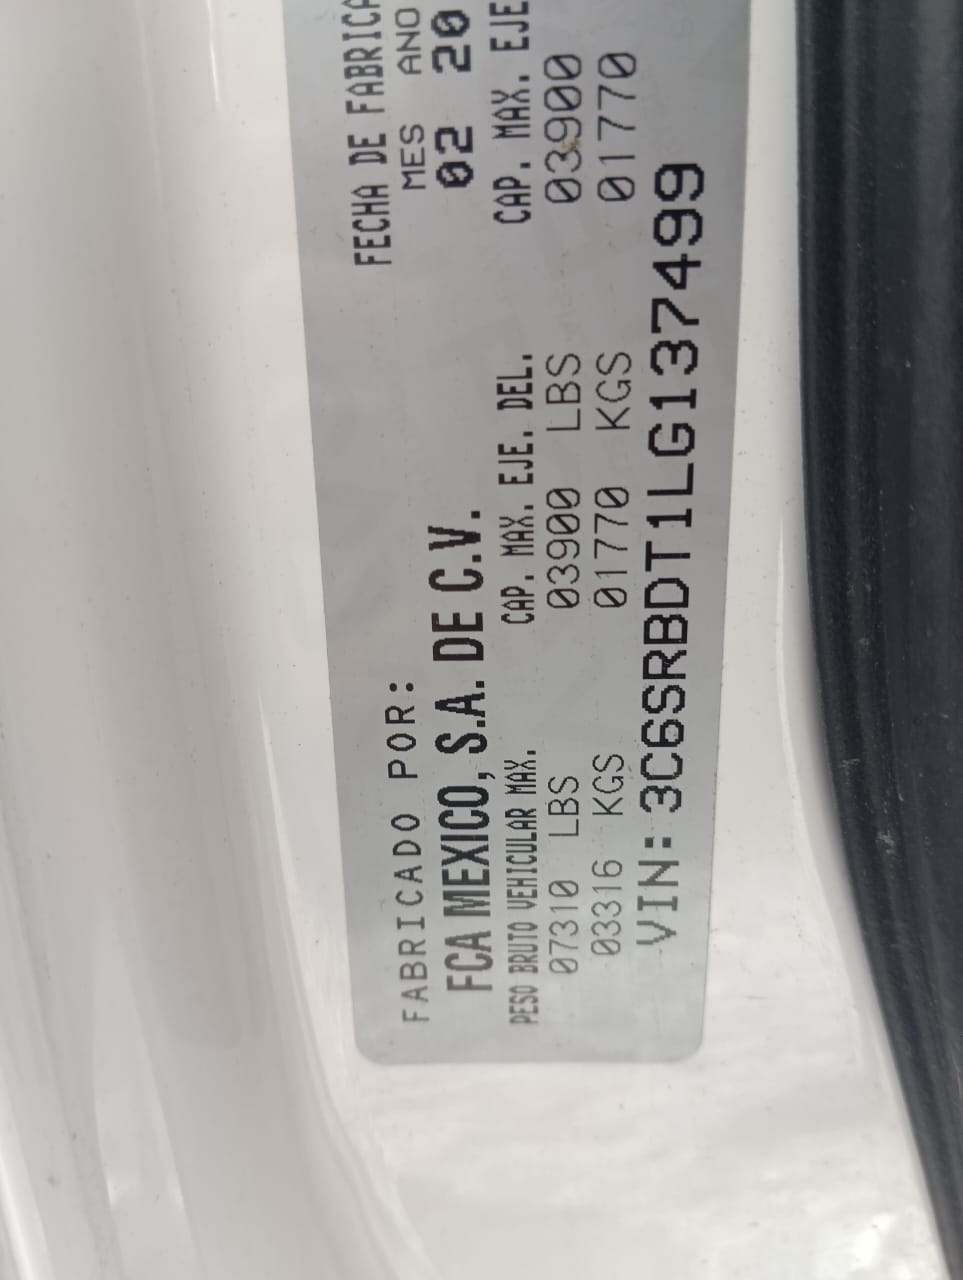 FABRICADO POR:
FECHA DE FABRICA
FCA MEXICO, S.A. DE C.V.
MES ANO
02 20
PESO BRUTO VEHICULAR MAX.
CAP. MAX. EJE. DEL.
CAP. MAX. EJE
07310 LBS
03900 LBS
03900
03316 KGS
01770 KGS
01770
VIN: 3C6SRBDT1LG137499